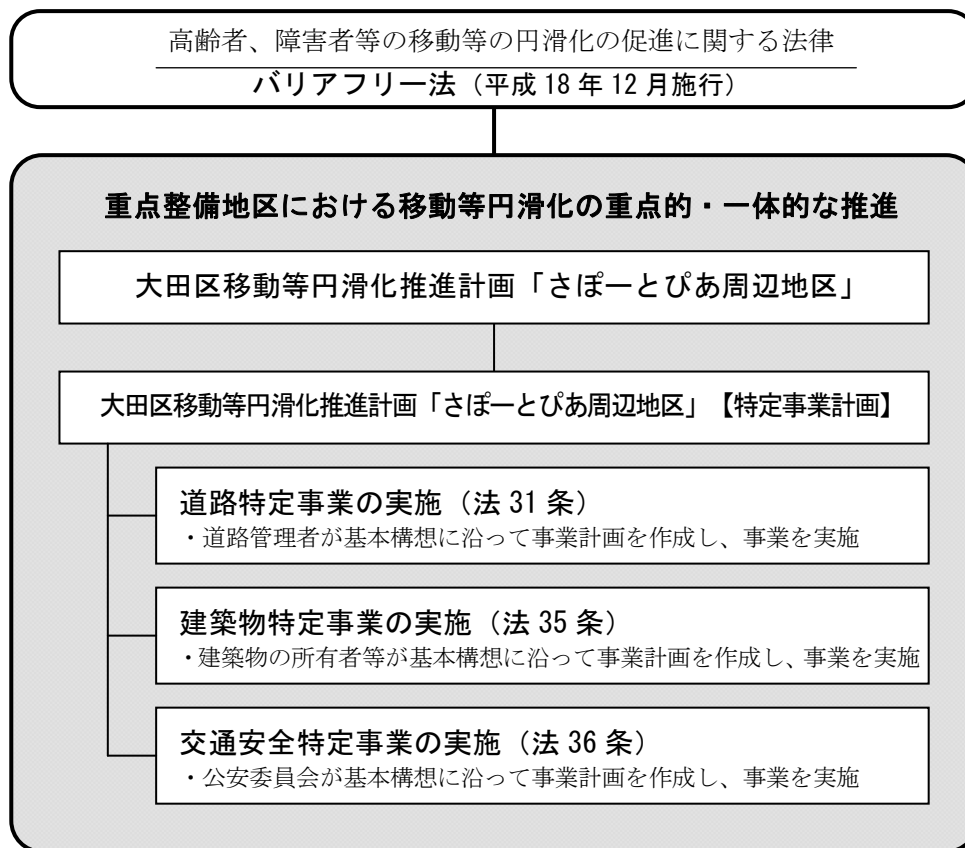 高齢者、障害者等の移動等の円滑化の促進に関する法律
バリアフリー法（平成 18 年 12 月施行）
重点整備地区における移動等円滑化の重点的・一体的な推進
大田区移動等円滑化推進計画「さぽーとぴあ周辺地区」
大田区移動等円滑化推進計画「さぽーとぴあ周辺地区」【特定事業計画】
道路特定事業の実施（法 31 条）
・道路管理者が基本構想に沿って事業計画を作成し、事業を実施
建築物特定事業の実施（法 35 条）
・建築物の所有者等が基本構想に沿って事業計画を作成し、事業を実施
交通安全特定事業の実施（法 36 条）
・公安委員会が基本構想に沿って事業計画を作成し、事業を実施